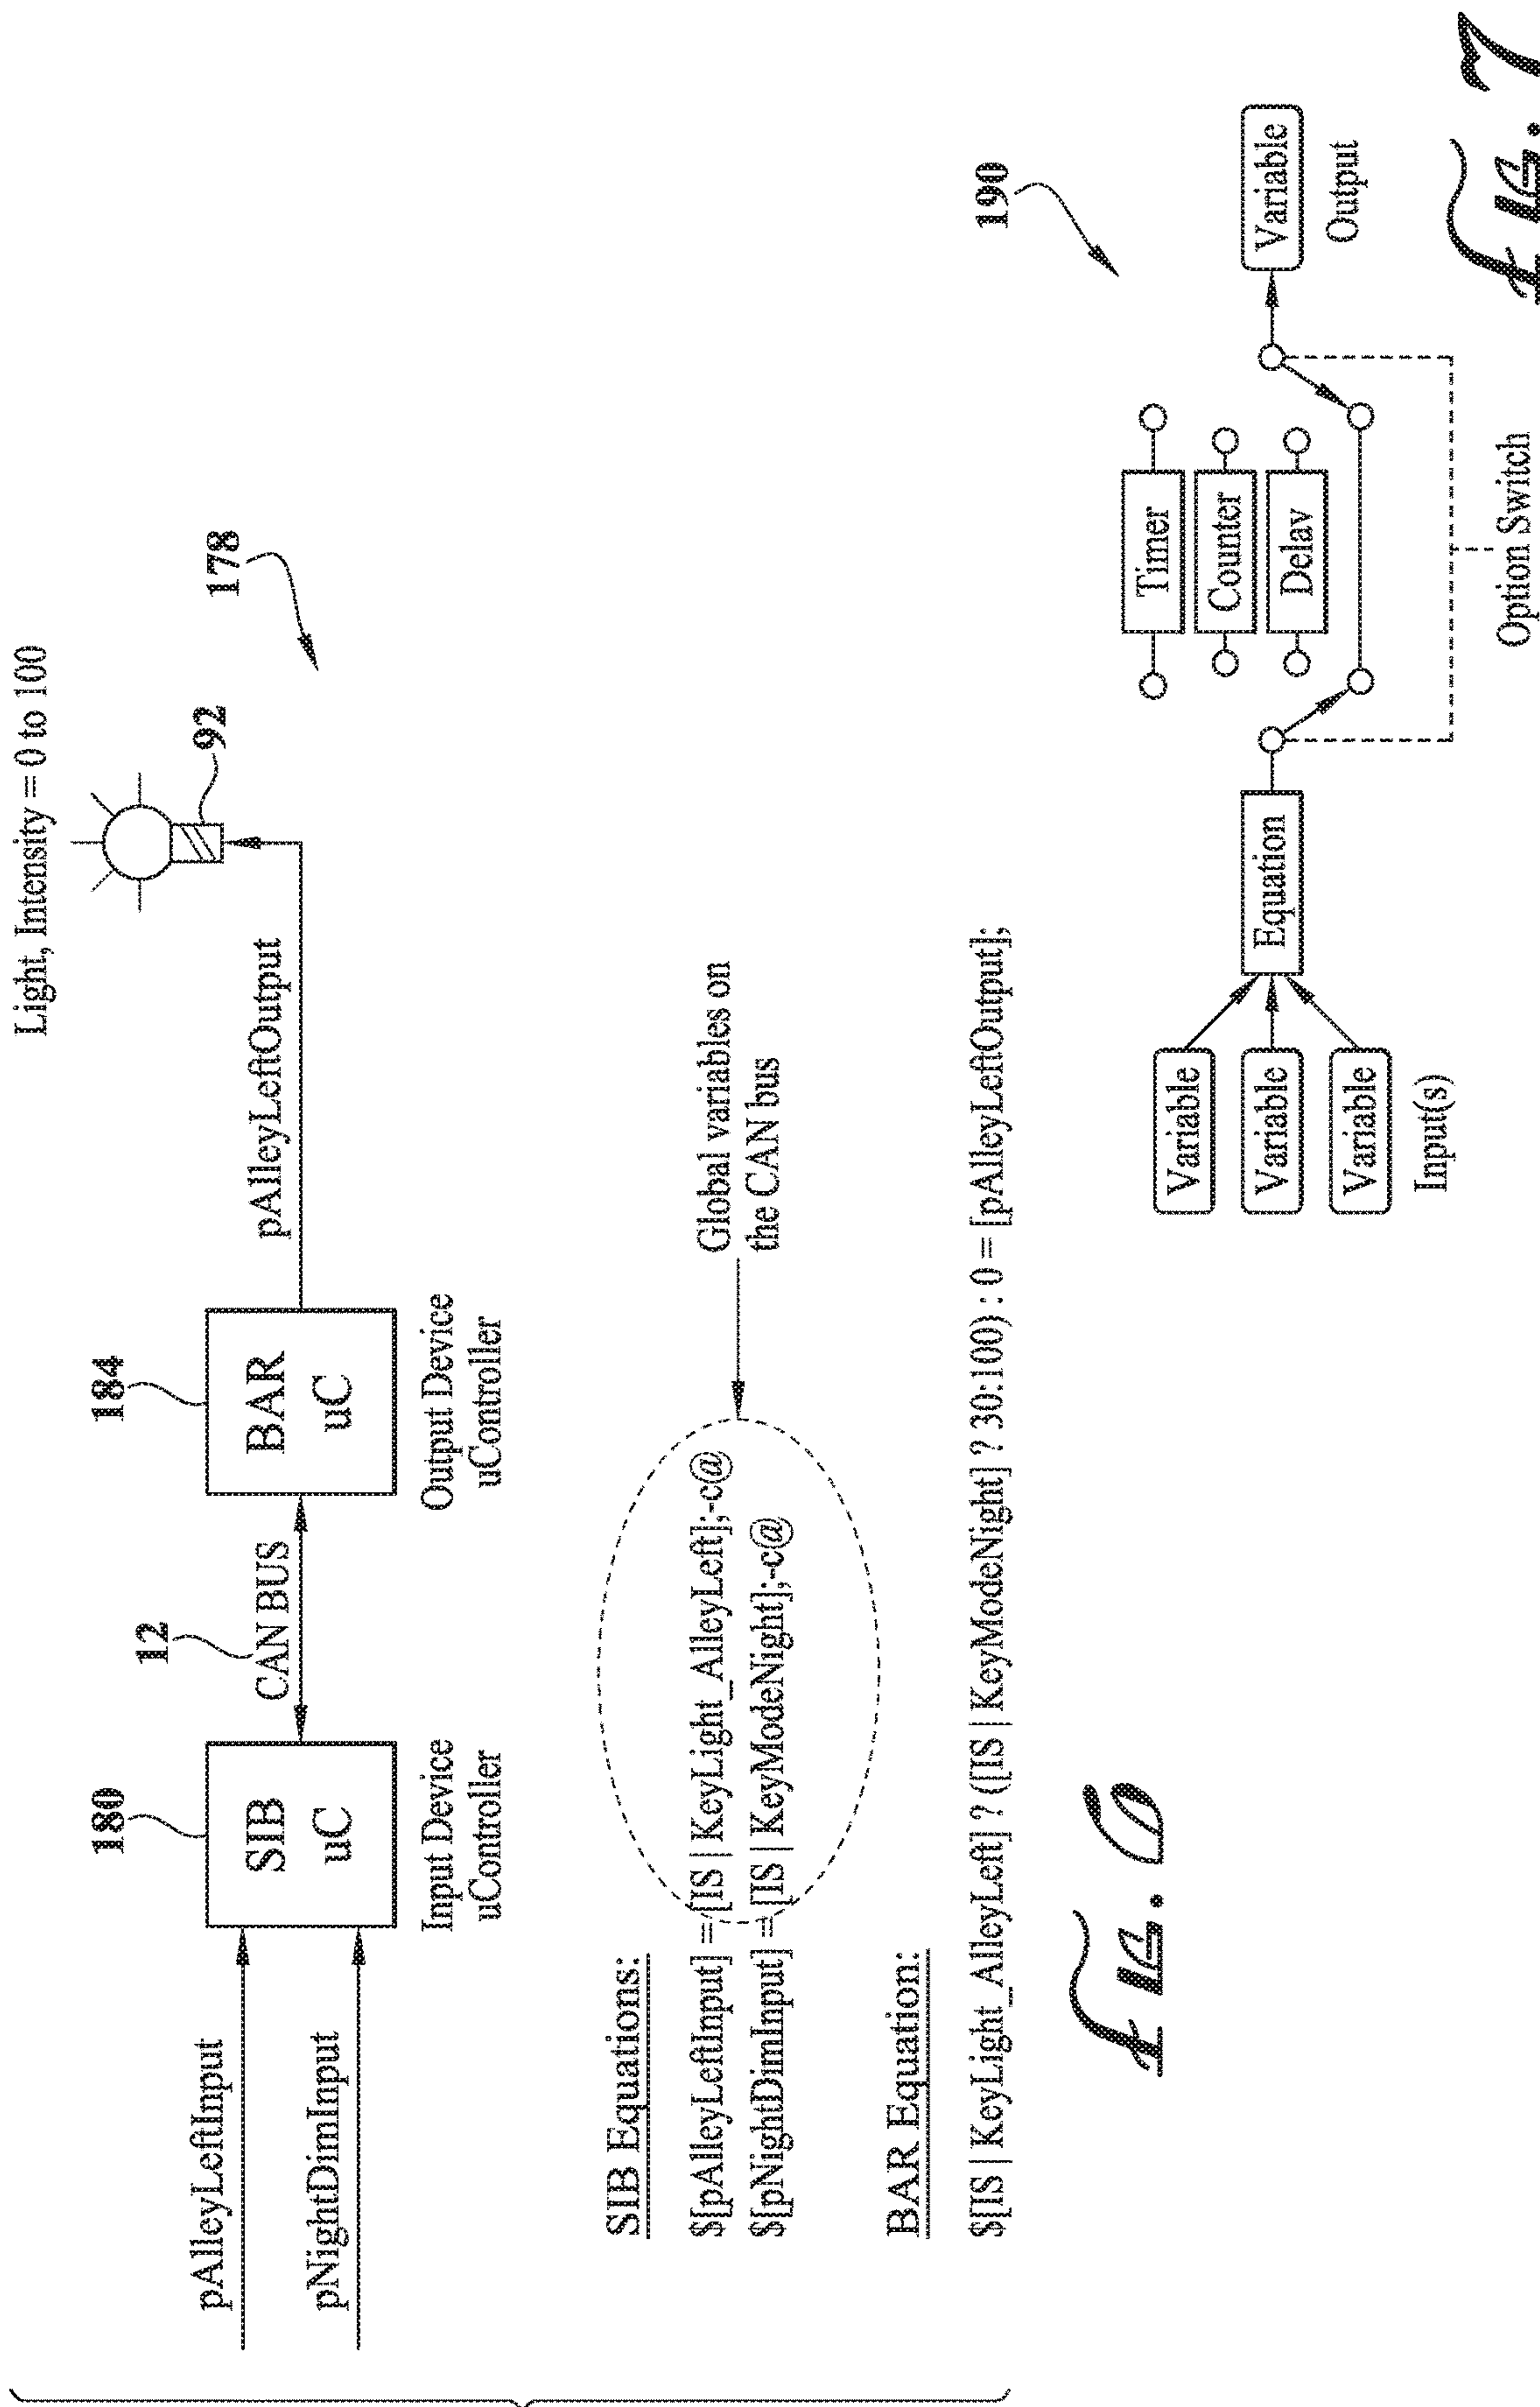 Light, Intensity = 0 to 100
178
92
180
12
184
pAlleyLeftInput
pNightDimInput
SIB
uC
CAN BUS
BAR
uC
pAlleyLeftOutput
Input Device
uController
Output Device
uController
SIB Equations:
$[pAlleyLeftInput] = [IS | KeyLight_AlleyLeft];-c@
$[pNightDimInput] = [IS | KeyModeNight];-c@
Global variables on
the CAN bus
BAR Equation:
$[IS | KeyLight_AlleyLeft] ? ([IS | KeyModeNight] ? 30:100) : 0 = [pAlleyLeftOutput];
Fig. 6
190
Variable
Variable
Variable
Input(s)
Equation
Timer
Counter
Delay
Option Switch
Variable
Output
Fig. 7